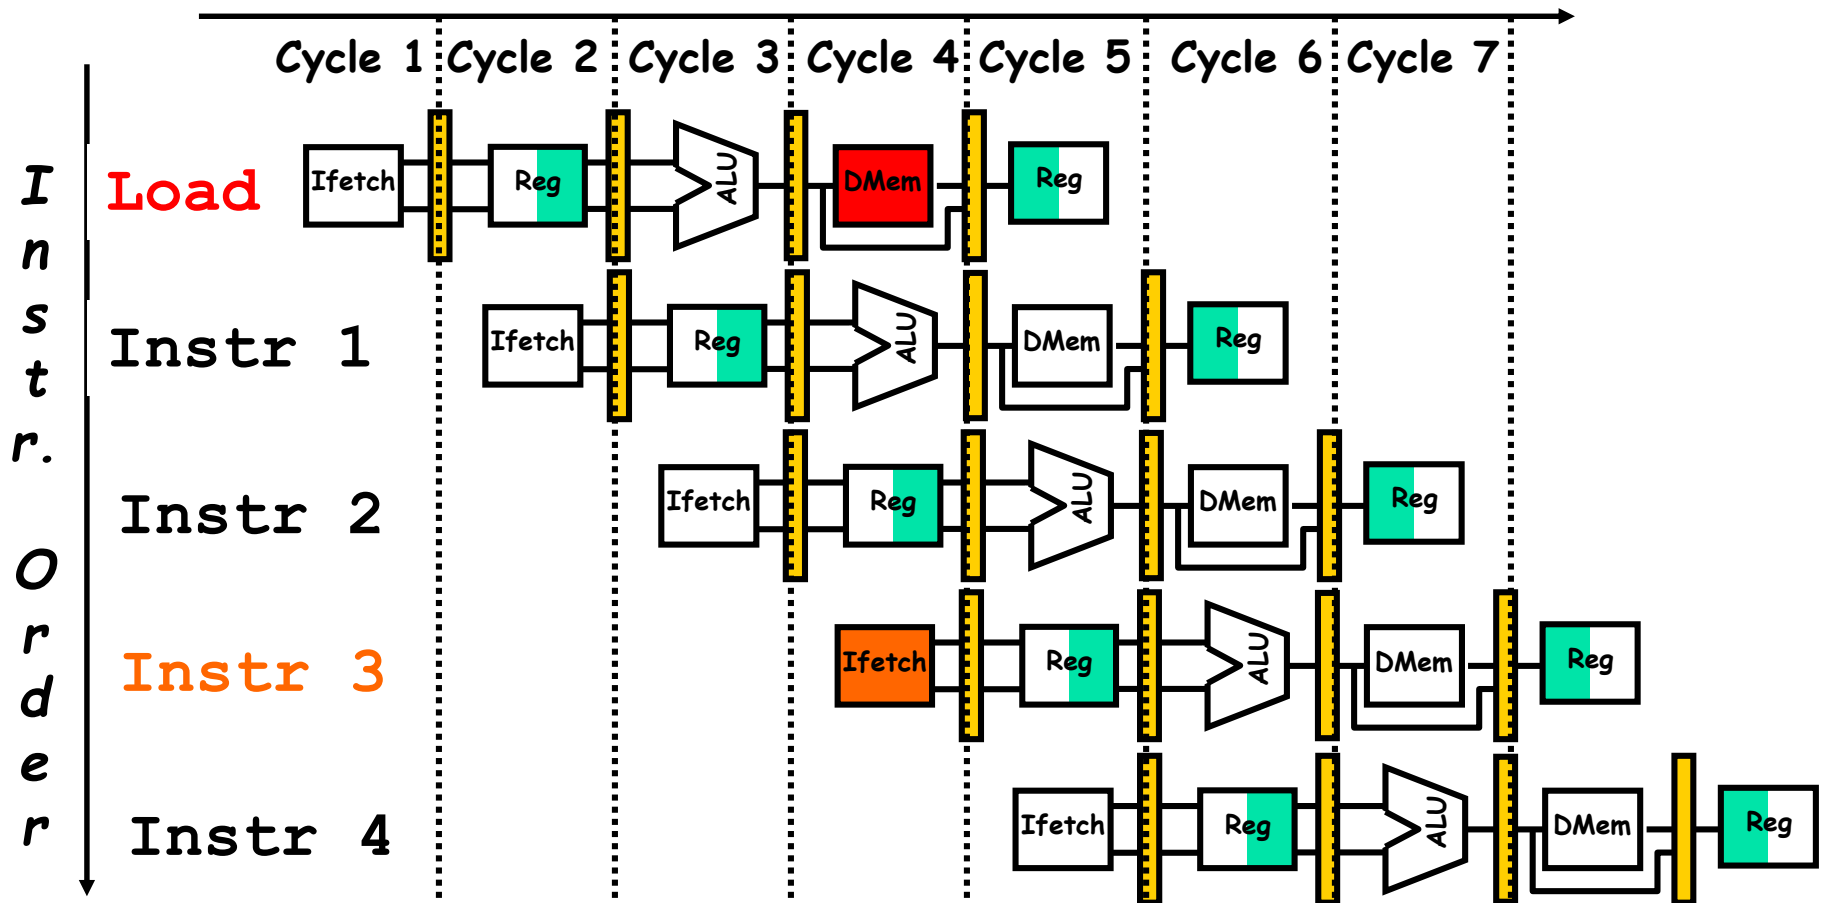 Cycle 1 Cycle 2 Cycle 3 Cycle 4 Cycle 5 Cycle 6 Cycle 7
Instr. Order
Load Ifetch Reg ALU DMem Reg
Instr 1 Ifetch Reg ALU DMem Reg
Instr 2 Ifetch Reg ALU DMem Reg
Instr 3 Ifetch Reg ALU DMem Reg
Instr 4 Ifetch Reg ALU DMem Reg